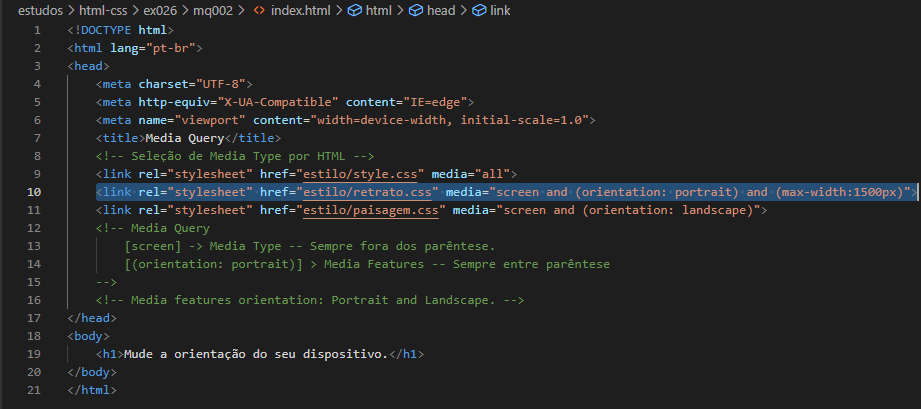 estudos > html-css > ex026 > mq002 > index.html > html > head > link
1 <!DOCTYPE html>
2 <html lang="pt-br">
3 <head>
4 <meta charset="UTF-8">
5 <meta http-equiv="X-UA-Compatible" content="IE=edge">
6 <meta name="viewport" content="width=device-width, initial-scale=1.0">
7 <title>Media Query</title>
8 <!-- Seleção de Media Type por HTML -->
9 <link rel="stylesheet" href="estilo/style.css" media="all">
10 <link rel="stylesheet" href="estilo/retrato.css" media="screen and (orientation: portrait) and (max-width:1500px)">
11 <link rel="stylesheet" href="estilo/paisagem.css" media="screen and (orientation: landscape)">
12 <!-- Media Query
13 [screen] -> Media Type -- Sempre fora dos parêntese.
14 [(orientation: portrait)] > Media Features -- Sempre entre parêntese
15 -->
16 <!-- Media features orientation: Portrait and Landscape. -->
17 </head>
18 <body>
19 <h1>Mude a orientação do seu dispositivo.</h1>
20 </body>
21 </html>